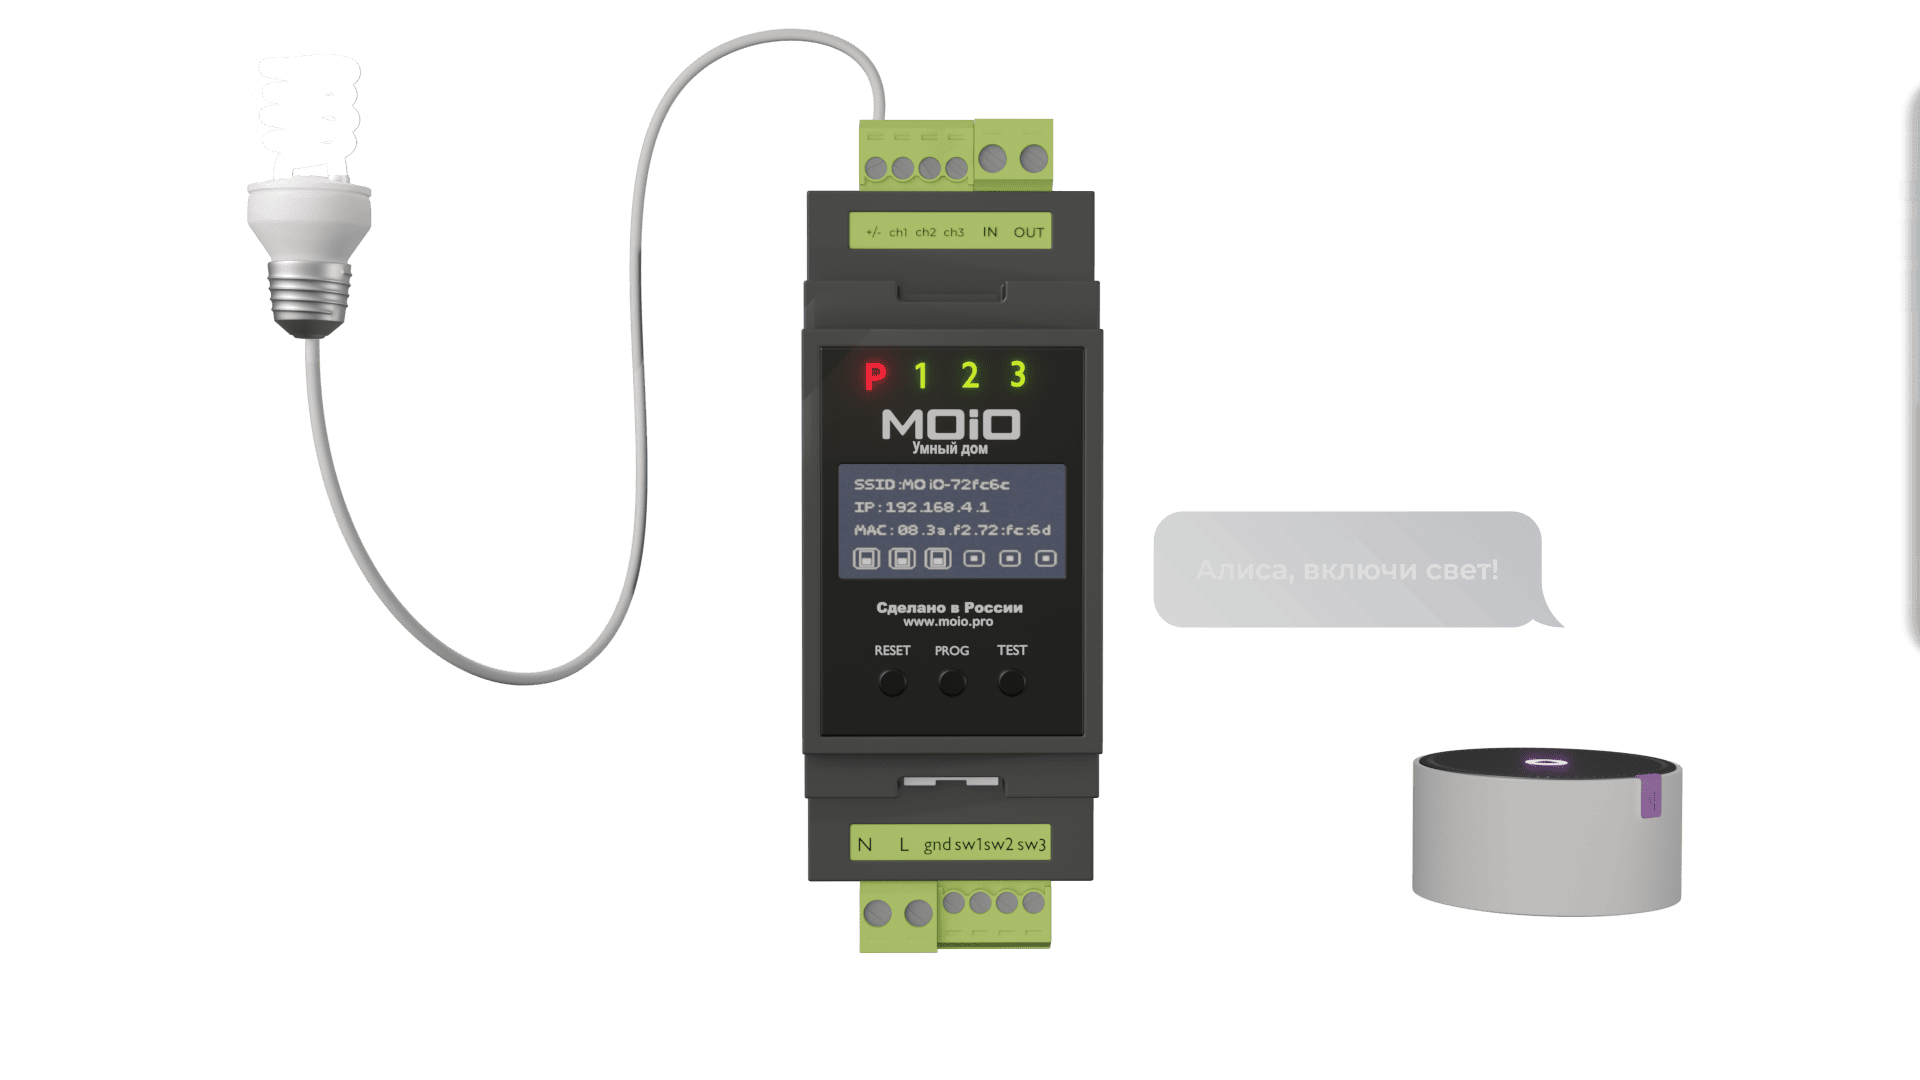 +/- ch1 ch2 ch3 IN OUT
P 1 2 3
MOiO
Умный дом
SSID:MOiO-72fc6c
IP:192.168.4.1
MAC:08.3a.f2.72:fc:6d
Алиса, включи свет!
Сделано в России
www.moio.pro
RESET PROG TEST
N L gnd sw1 sw2 sw3